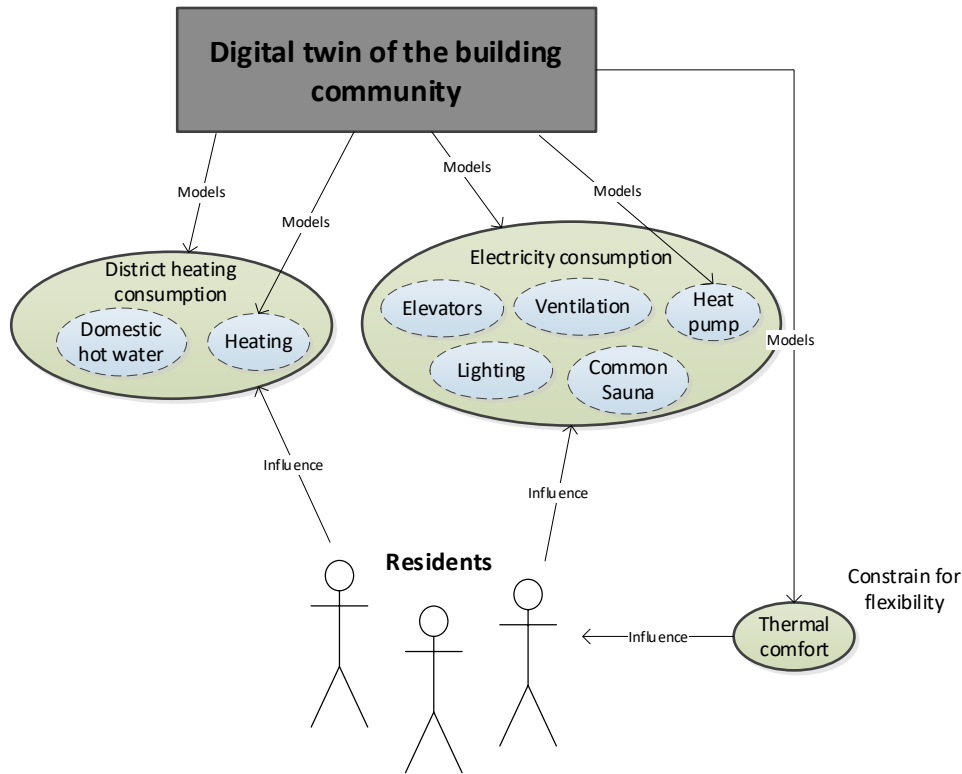 Digital twin of the building
community
Models
Models
Models
Models
District heating
consumption
Domestic
hot water
Heating
Electricity consumption
Elevators
Ventilation
Heat
pump
Lighting
Common
Sauna
Models
Influence
Influence
Residents
Constrain for
flexibility
Influence
Thermal
comfort